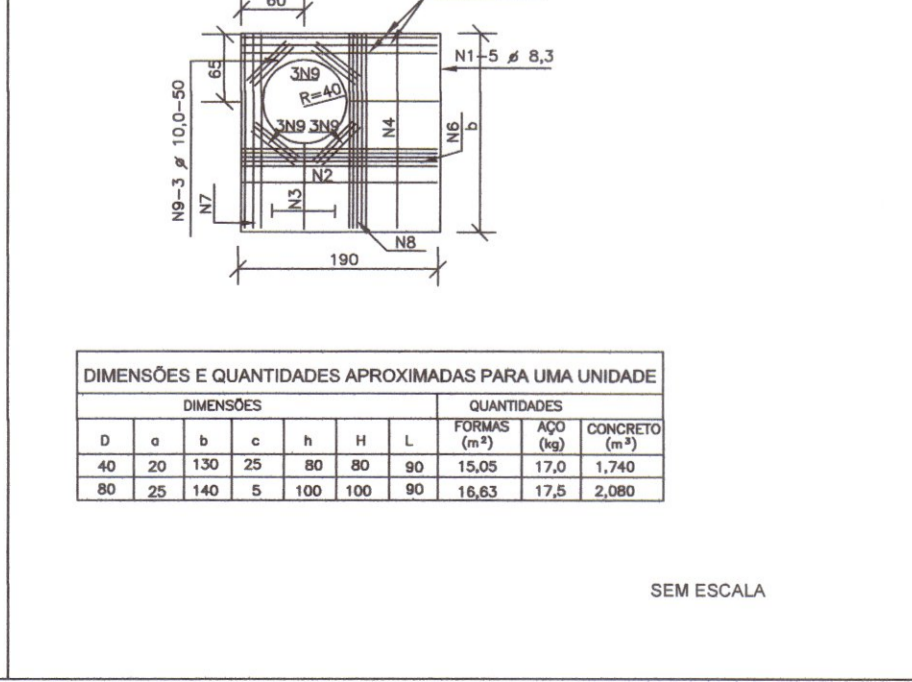 60
65
N1-5 ø 8,3
3N9
R=40
N9-3 ø 10,0-50
3N9 3N9
N4
N6
b
N2
N7
N3
N8
190
DIMENSÕES E QUANTIDADES APROXIMADAS PARA UMA UNIDADE
DIMENSÕES QUANTIDADES
D a b c h H L FORMAS (m²) AÇO (kg) CONCRETO (m³)
40 20 130 25 80 80 90 15,05 17,0 1,740
80 25 140 5 100 100 90 16,63 17,5 2,080
SEM ESCALA